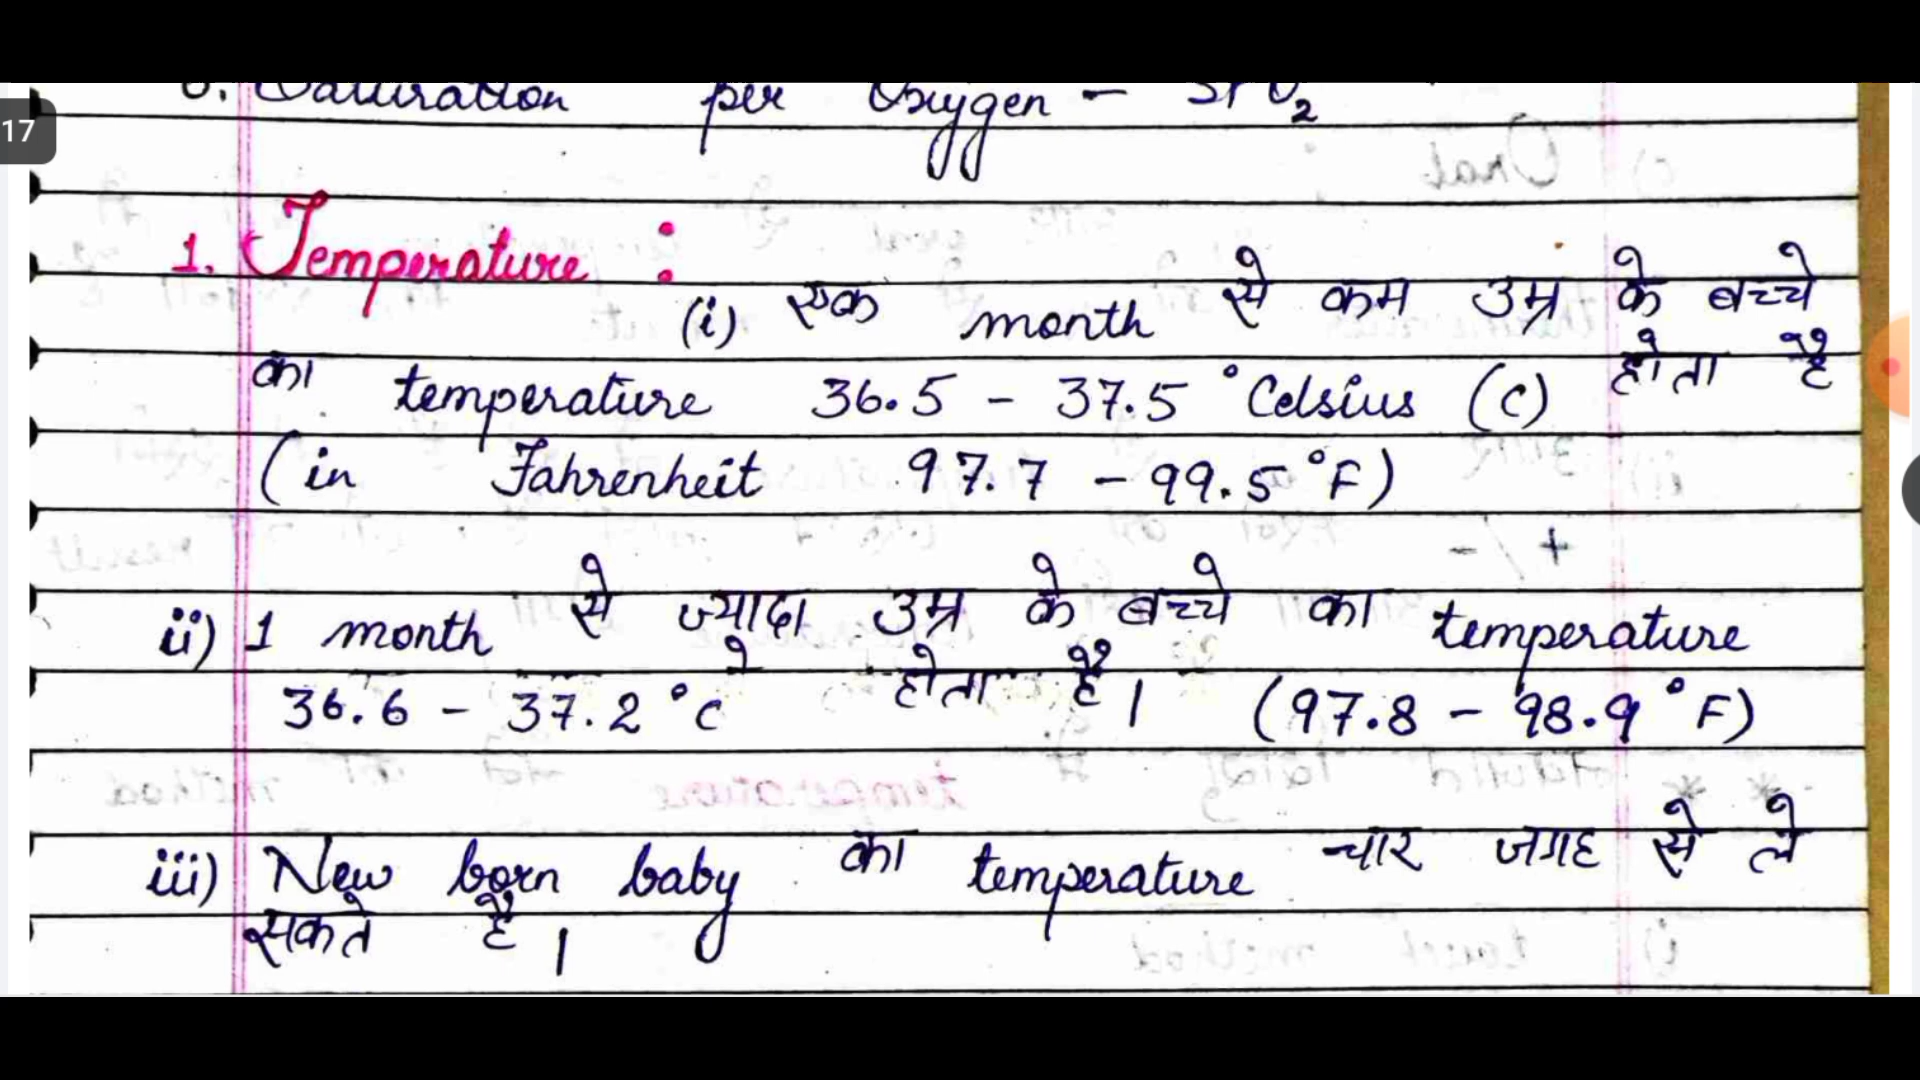 6. Saturation per Oxygen - SPO2
17
1. Temperature :
(i) एक month से कम उम्र के बच्चे
का temperature 36.5 - 37.5 °Celsius (C) होता है
(in Fahrenheit 97.7 - 99.5 °F)
ii) 1 month से ज्यादा उम्र के बच्चे का temperature
36.6 - 37.2 °C होता है। (97.8 - 98.9 °F)
iii) New born baby का temperature चार जगह से ले
सकते है।